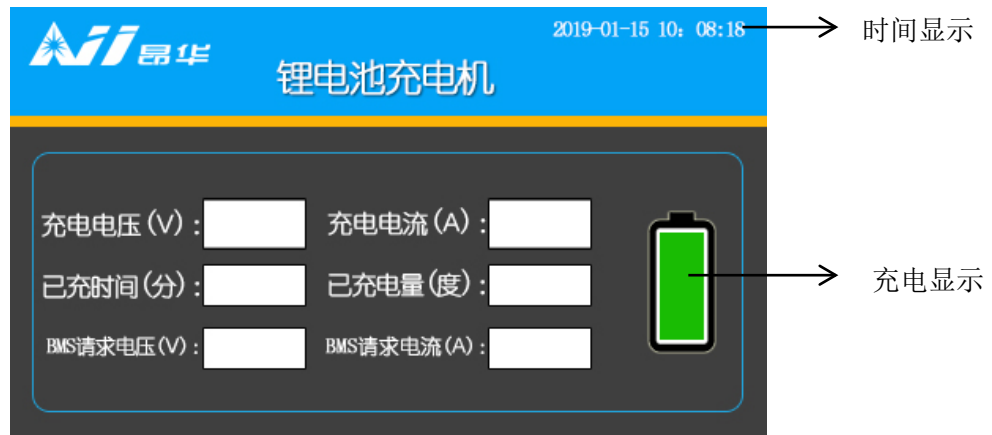 2019-01-15 10：08:18
时间显示
昂华
锂电池充电机
充电电压(V)：
充电电流(A)：
已充时间(分)：
已充电量(度)：
充电显示
BMS请求电压(V)：
BMS请求电流(A)：